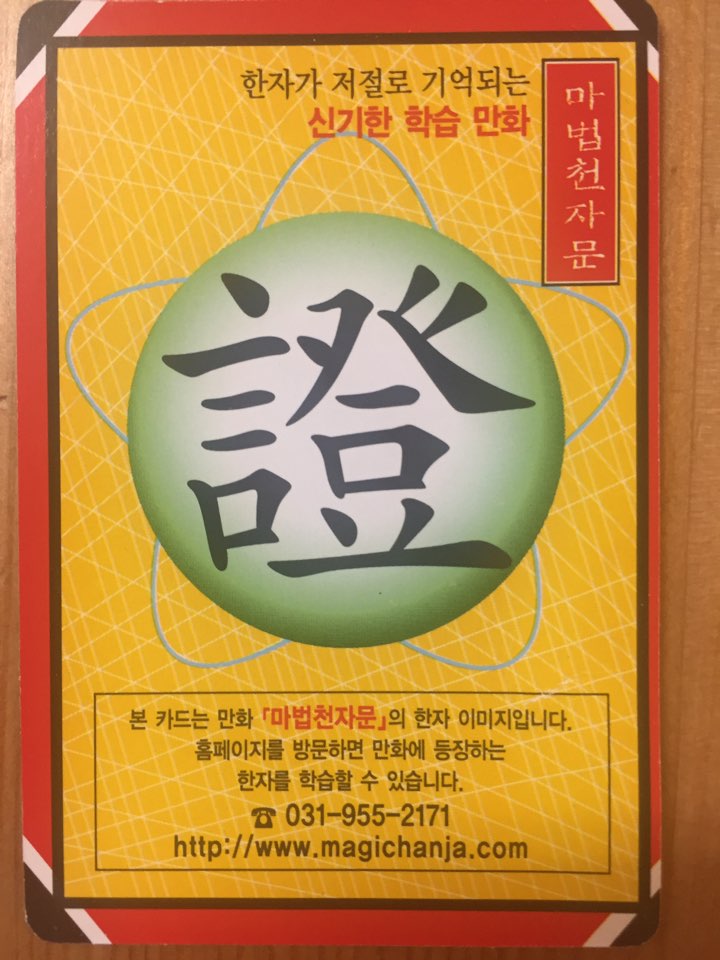 한자가 저절로 기억되는
신기한 학습 만화
마법천자문
證
본 카드는 만화 「마법천자문」의 한자 이미지입니다.
홈페이지를 방문하면 만화에 등장하는
한자를 학습할 수 있습니다.
☎ 031-955-2171
http://www.magichanja.com